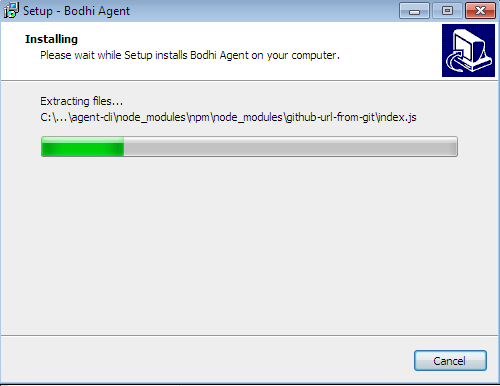 Setup - Bodhi Agent
Installing
Please wait while Setup installs Bodhi Agent on your computer.
Extracting files...
C:\...\agent-cli\node_modules\npm\node_modules\github-url-from-git\index.js
Cancel